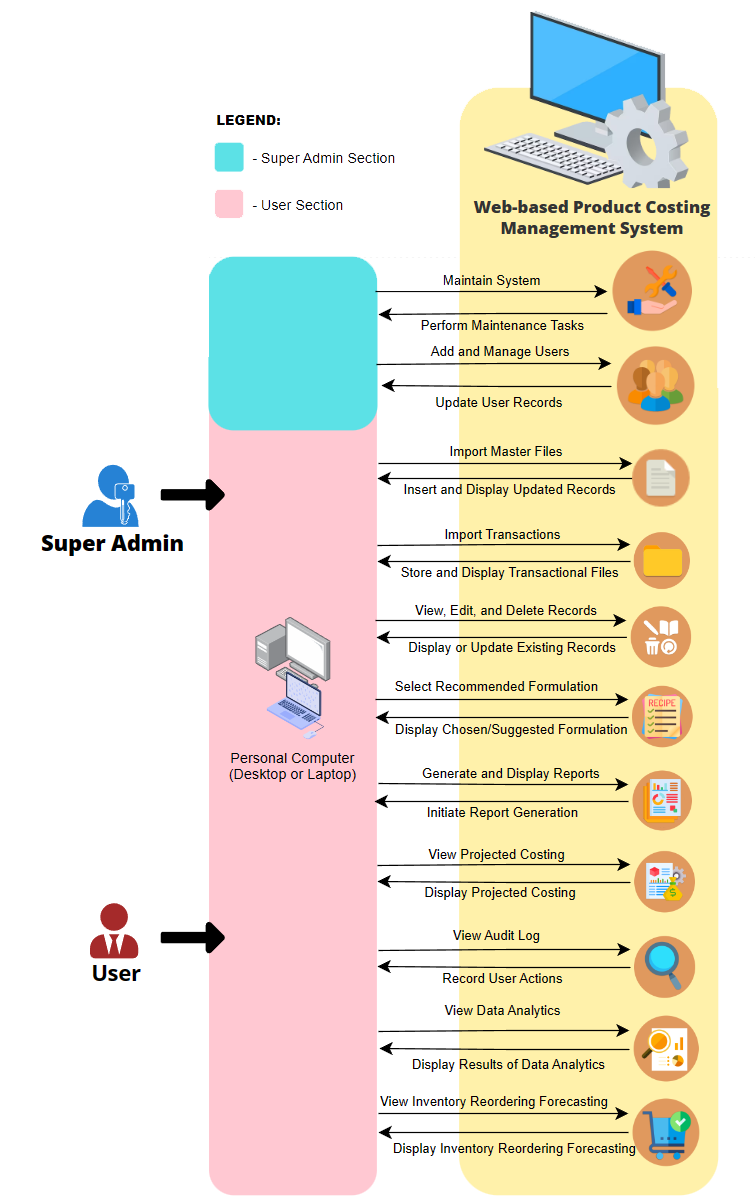 LEGEND:
- Super Admin Section
- User Section
Web-based Product Costing
Management System
Maintain System
Perform Maintenance Tasks
Add and Manage Users
Update User Records
Import Master Files
Insert and Display Updated Records
Super Admin
Import Transactions
Store and Display Transactional Files
View, Edit, and Delete Records
Display or Update Existing Records
Select Recommended Formulation
RECIPE
Display Chosen/Suggested Formulation
Personal Computer
(Desktop or Laptop)
Generate and Display Reports
Initiate Report Generation
View Projected Costing
Display Projected Costing
View Audit Log
User
Record User Actions
View Data Analytics
Display Results of Data Analytics
View Inventory Reordering Forecasting
Display Inventory Reordering Forecasting